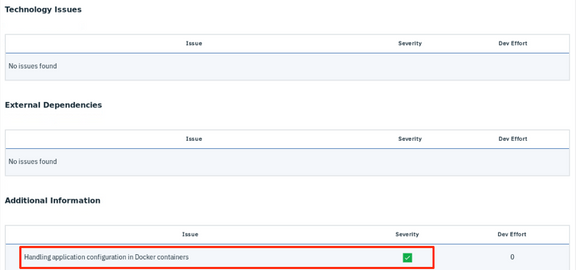 Technology Issues
Issue Severity Dev Effort
No issues found
External Dependencies
Issue Severity Dev Effort
No issues found
Additional Information
Issue Severity Dev Effort
Handling application configuration in Docker containers 0